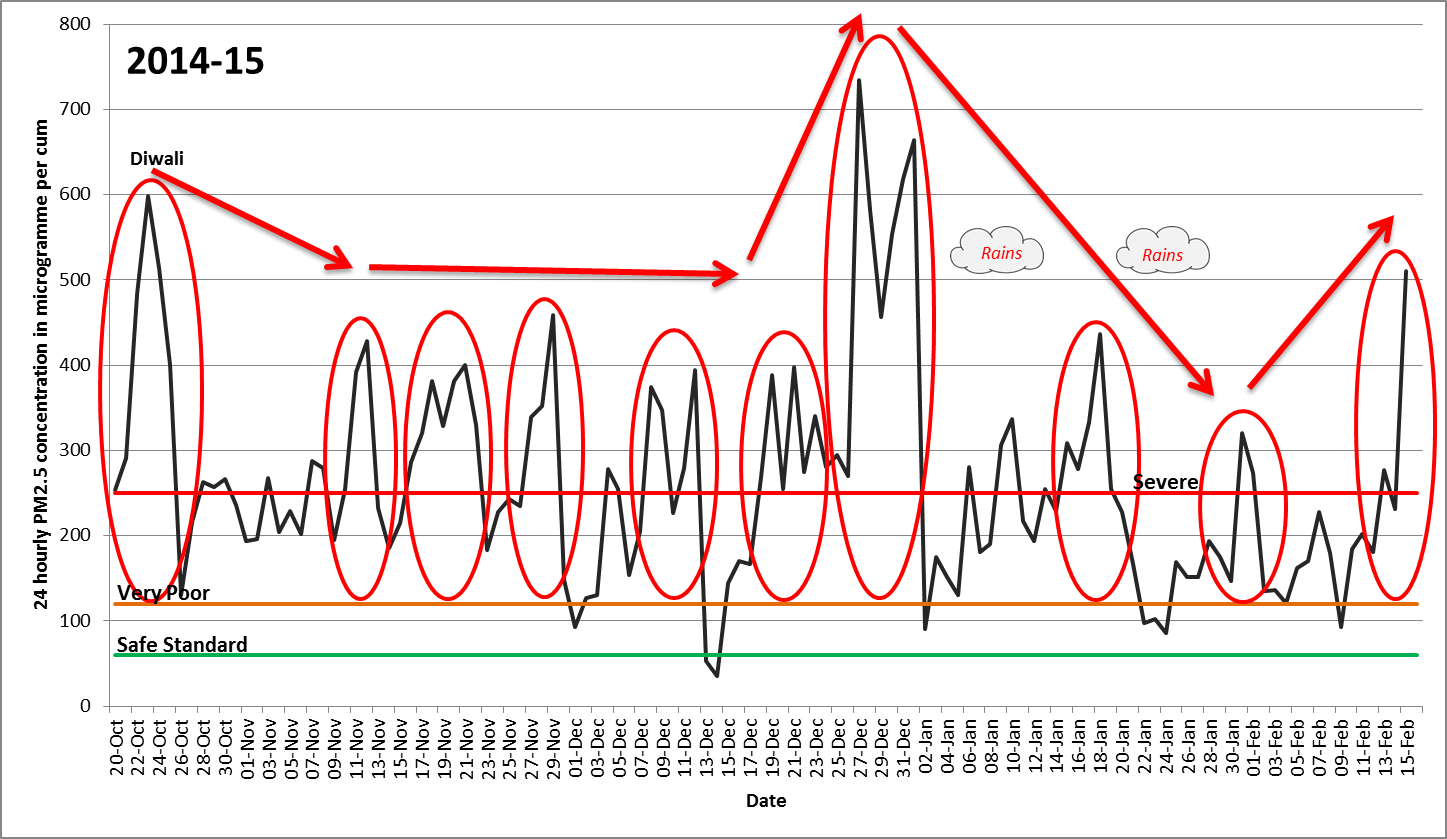 2014-15
800
700
600
500
400
300
200
100
0
24 hourly PM2.5 concentration in microgramme per cum
Diwali
Rains
Rains
Severe
Very Poor
Safe Standard
20-Oct
22-Oct
24-Oct
26-Oct
28-Oct
30-Oct
01-Nov
03-Nov
05-Nov
07-Nov
09-Nov
11-Nov
13-Nov
15-Nov
17-Nov
19-Nov
21-Nov
23-Nov
25-Nov
27-Nov
29-Nov
01-Dec
03-Dec
05-Dec
07-Dec
09-Dec
11-Dec
13-Dec
15-Dec
17-Dec
19-Dec
21-Dec
23-Dec
25-Dec
27-Dec
29-Dec
31-Dec
02-Jan
04-Jan
06-Jan
08-Jan
10-Jan
12-Jan
14-Jan
16-Jan
18-Jan
20-Jan
22-Jan
24-Jan
26-Jan
28-Jan
30-Jan
01-Feb
03-Feb
05-Feb
07-Feb
09-Feb
11-Feb
13-Feb
15-Feb
Date